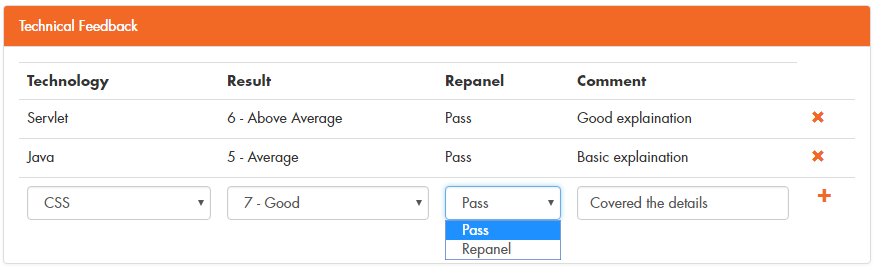 Technical Feedback
Technology Result Repanel Comment
Servlet 6 - Above Average Pass Good explaination
Java 5 - Average Pass Basic explaination
CSS 7 - Good Pass Covered the details
Pass
Repanel